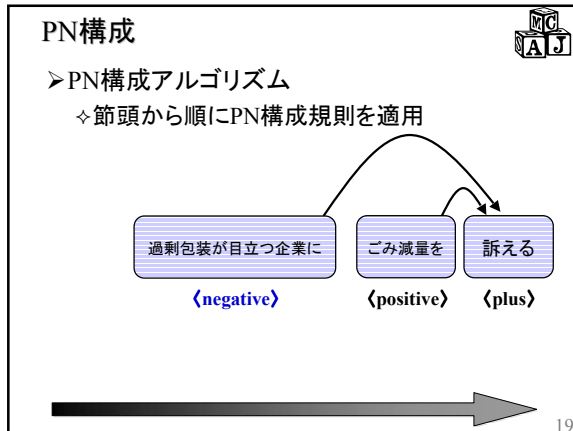 PN構成
➢PN構成アルゴリズム
✧節頭から順にPN構成規則を適用
過剰包装が目立つ企業に
ごみ減量を
訴える
〈negative〉
〈positive〉
〈plus〉
MC
AJ
19